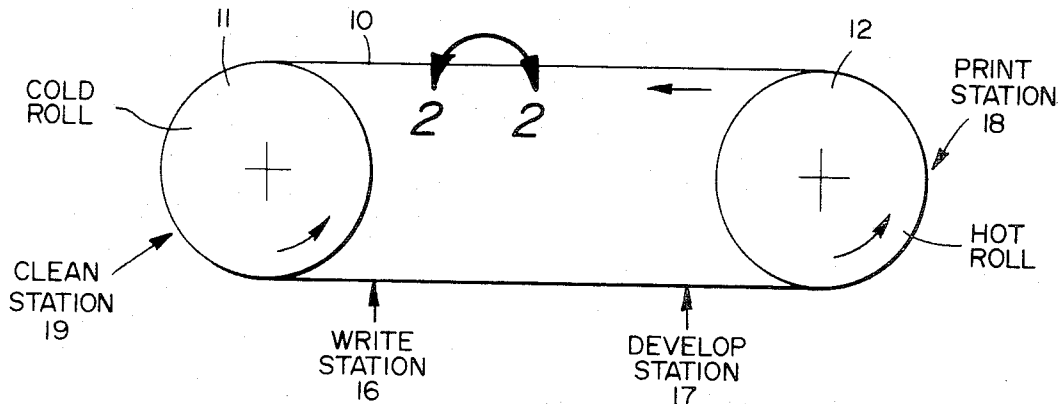 11
10
12
COLD
ROLL
2 2
PRINT
STATION
18
HOT
ROLL
CLEAN
STATION
19
WRITE
STATION
16
DEVELOP
STATION
17